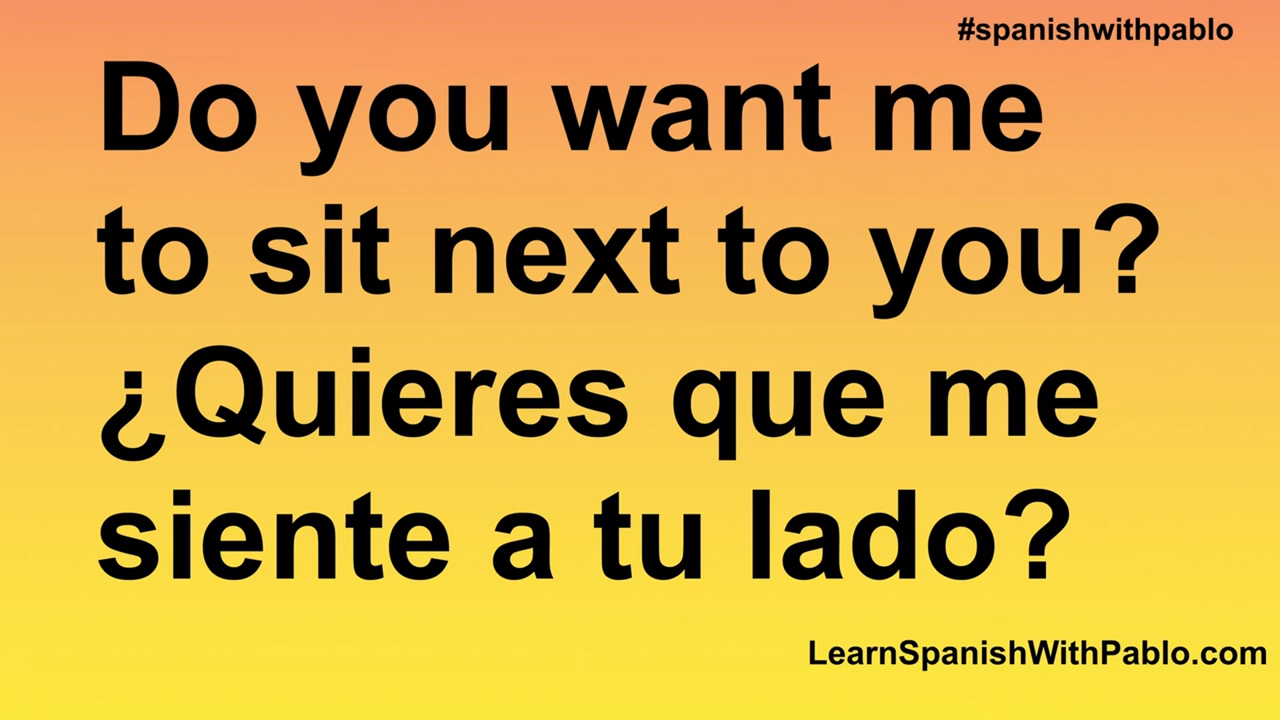 #spanishwithpablo
Do you want me
to sit next to you?
¿Quieres que me
siente a tu lado?
LearnSpanishWithPablo.com